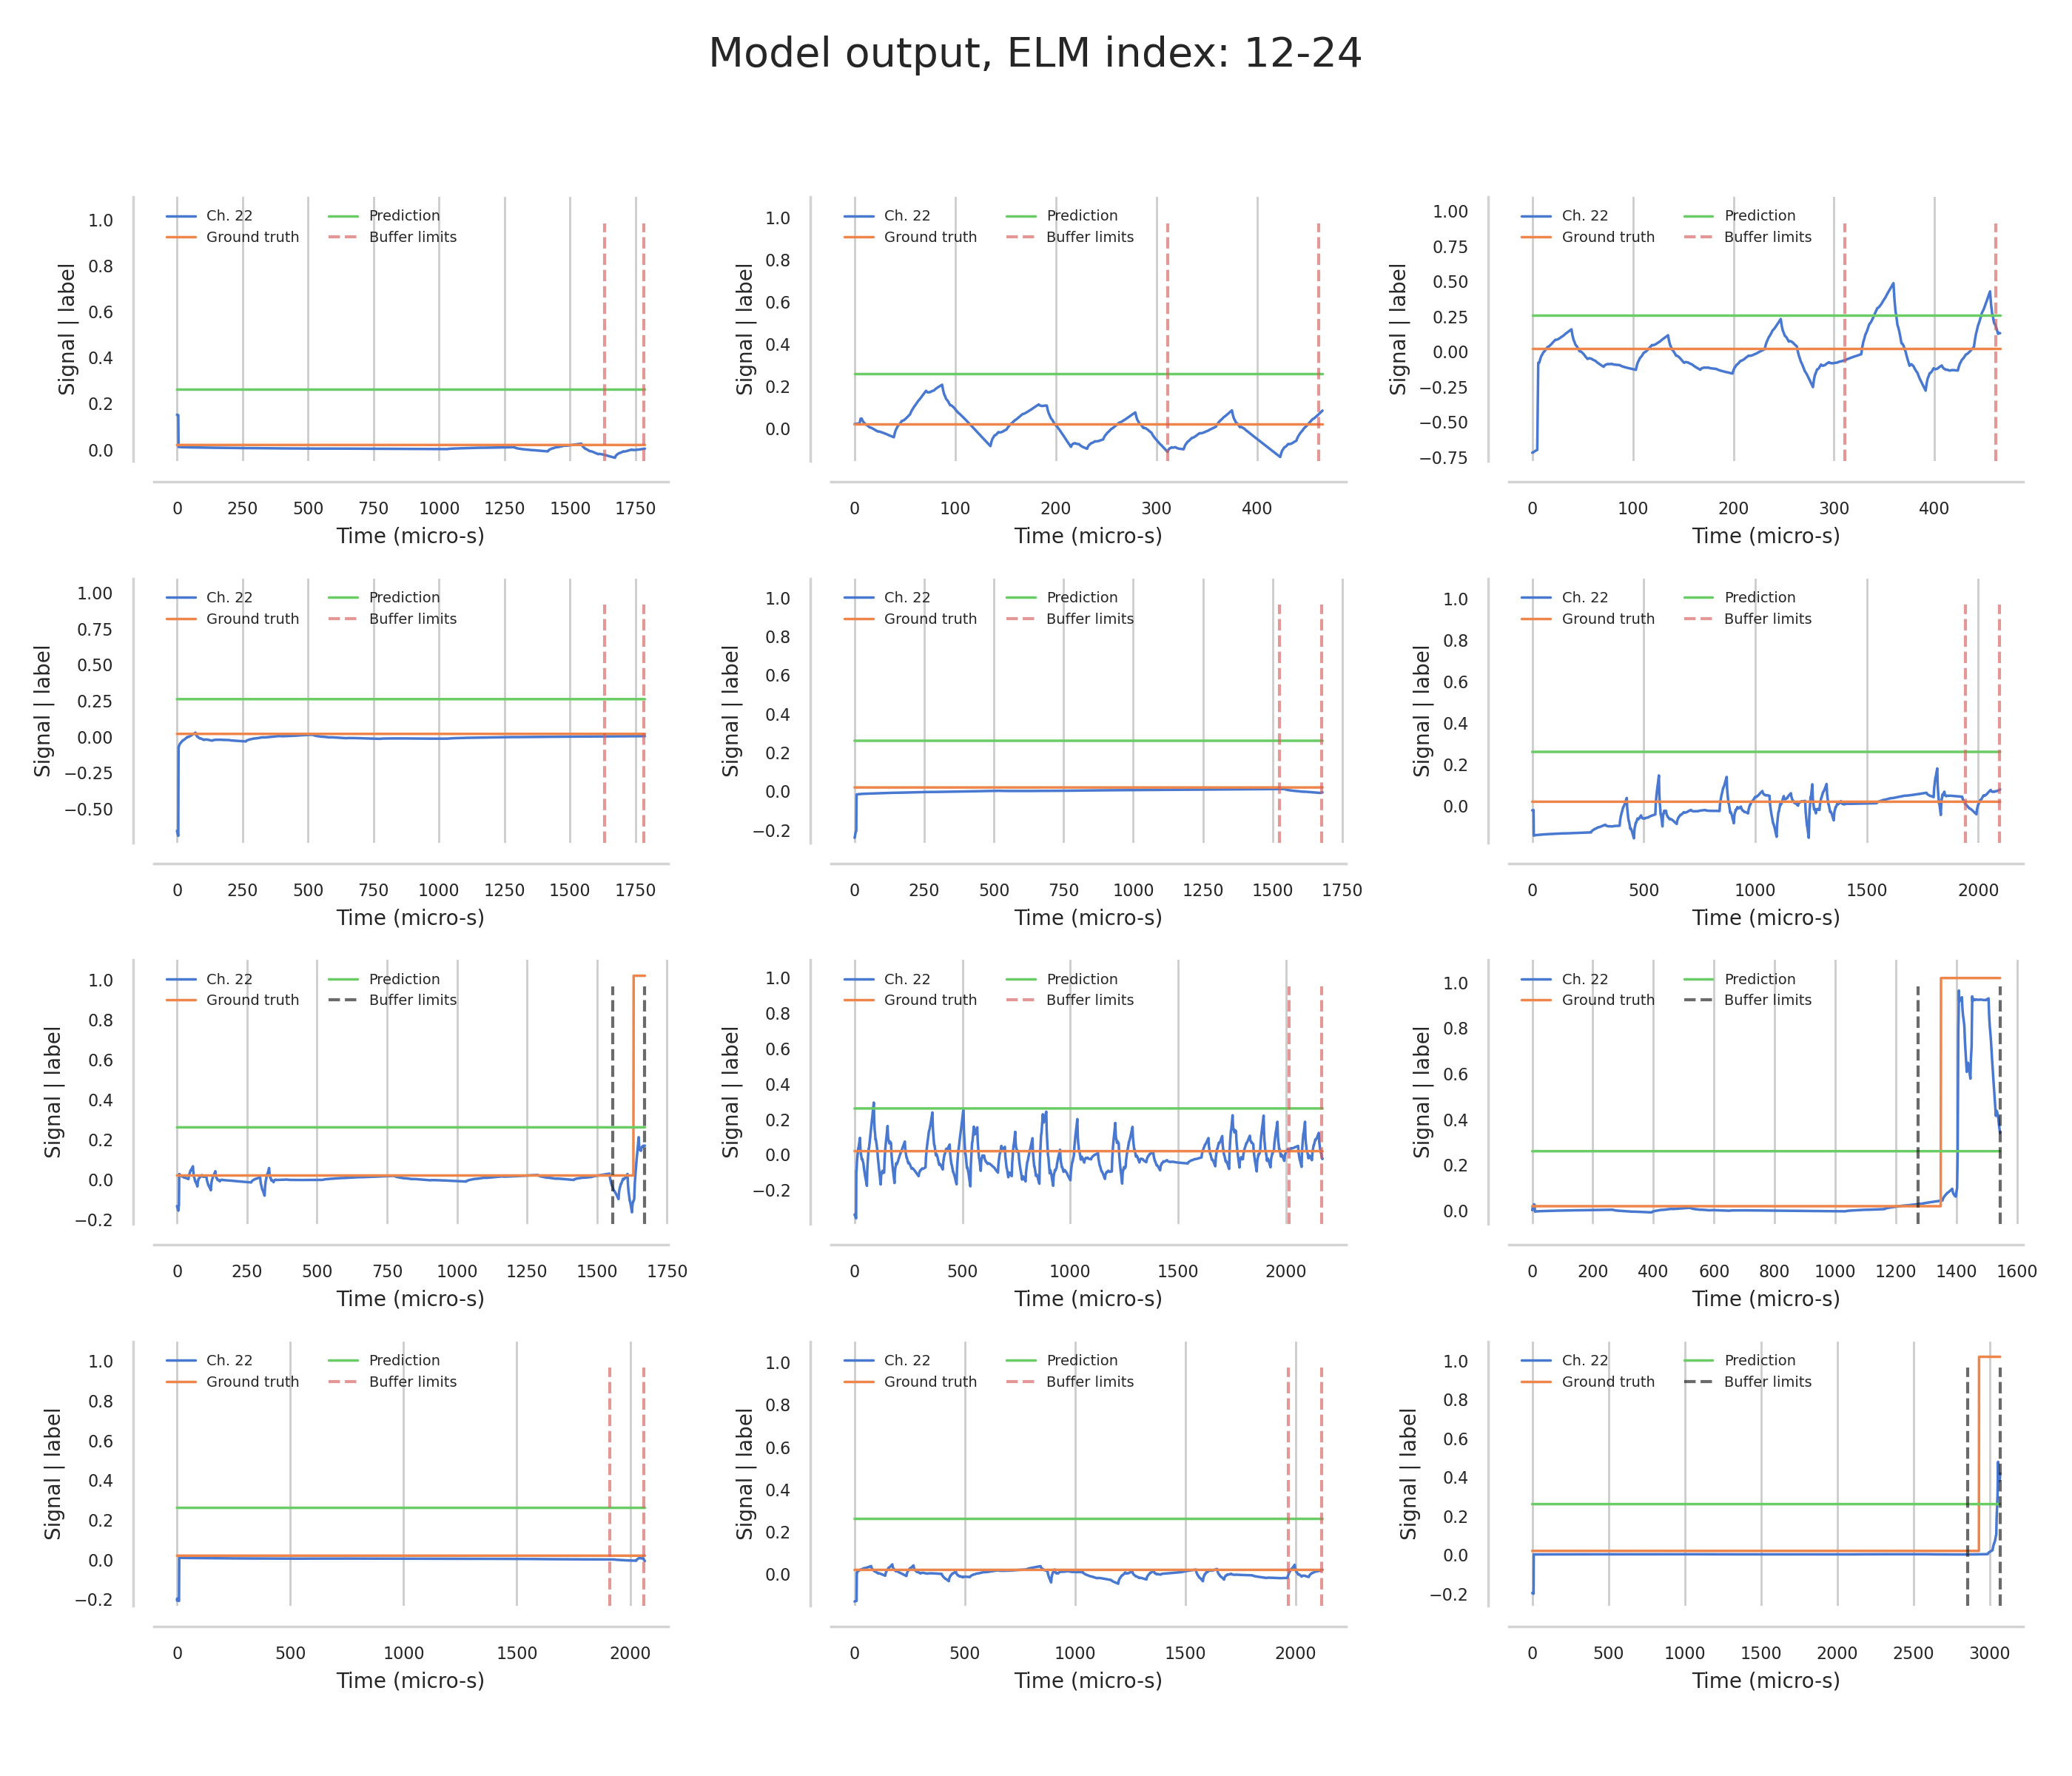 Model output, ELM index: 12-24
Signal | label
1.0
0.8
0.6
0.4
0.2
0.0
Ch. 22
Ground truth
Prediction
Buffer limits
0 250 500 750 1000 1250 1500 1750
Time (micro-s)
Signal | label
1.0
0.8
0.6
0.4
0.2
0.0
Ch. 22
Ground truth
Prediction
Buffer limits
0 100 200 300 400
Time (micro-s)
Signal | label
1.00
0.75
0.50
0.25
0.00
−0.25
−0.50
−0.75
Ch. 22
Ground truth
Prediction
Buffer limits
0 100 200 300 400
Time (micro-s)
Signal | label
1.00
0.75
0.50
0.25
0.00
−0.25
−0.50
Ch. 22
Ground truth
Prediction
Buffer limits
0 250 500 750 1000 1250 1500 1750
Time (micro-s)
Signal | label
1.0
0.8
0.6
0.4
0.2
0.0
−0.2
Ch. 22
Ground truth
Prediction
Buffer limits
0 250 500 750 1000 1250 1500 1750
Time (micro-s)
Signal | label
1.0
0.8
0.6
0.4
0.2
0.0
Ch. 22
Ground truth
Prediction
Buffer limits
0 500 1000 1500 2000
Time (micro-s)
Signal | label
1.0
0.8
0.6
0.4
0.2
0.0
−0.2
Ch. 22
Ground truth
Prediction
Buffer limits
0 250 500 750 1000 1250 1500 1750
Time (micro-s)
Signal | label
1.0
0.8
0.6
0.4
0.2
0.0
−0.2
Ch. 22
Ground truth
Prediction
Buffer limits
0 500 1000 1500 2000
Time (micro-s)
Signal | label
1.0
0.8
0.6
0.4
0.2
0.0
Ch. 22
Ground truth
Prediction
Buffer limits
0 200 400 600 800 1000 1200 1400 1600
Time (micro-s)
Signal | label
1.0
0.8
0.6
0.4
0.2
0.0
−0.2
Ch. 22
Ground truth
Prediction
Buffer limits
0 500 1000 1500 2000
Time (micro-s)
Signal | label
1.0
0.8
0.6
0.4
0.2
0.0
Ch. 22
Ground truth
Prediction
Buffer limits
0 500 1000 1500 2000
Time (micro-s)
Signal | label
1.0
0.8
0.6
0.4
0.2
0.0
−0.2
Ch. 22
Ground truth
Prediction
Buffer limits
0 500 1000 1500 2000 2500 3000
Time (micro-s)